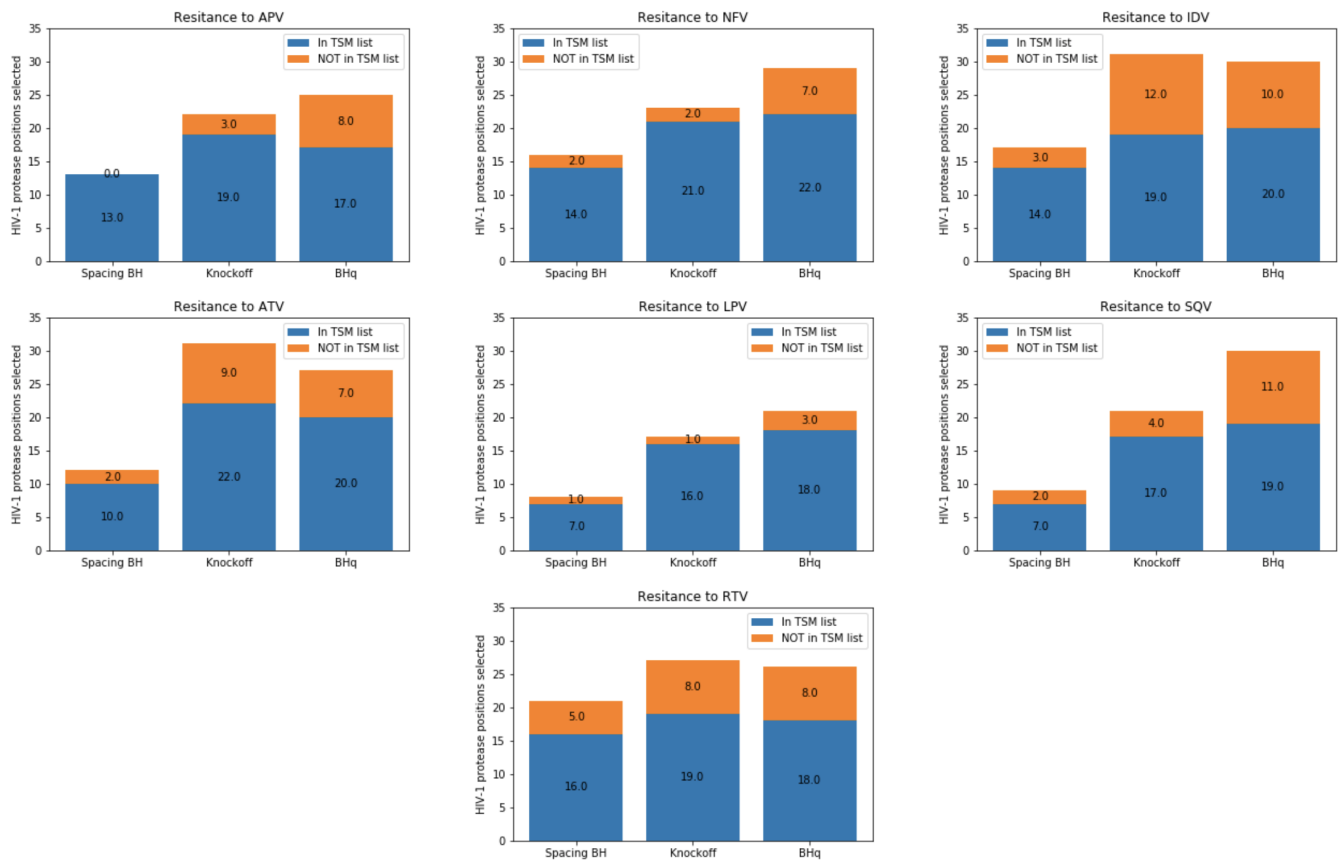 Resitance to APV
HIV-1 protease positions selected
35
30
25
20
15
10
5
0
In TSM list
NOT in TSM list
0.0
13.0
3.0
19.0
8.0
17.0
Spacing BH
Knockoff
BHq
Resitance to NFV
HIV-1 protease positions selected
35
30
25
20
15
10
5
0
In TSM list
NOT in TSM list
2.0
14.0
2.0
21.0
7.0
22.0
Spacing BH
Knockoff
BHq
Resitance to IDV
HIV-1 protease positions selected
35
30
25
20
15
10
5
0
In TSM list
NOT in TSM list
3.0
14.0
12.0
19.0
10.0
20.0
Spacing BH
Knockoff
BHq
Resitance to ATV
HIV-1 protease positions selected
35
30
25
20
15
10
5
0
In TSM list
NOT in TSM list
2.0
10.0
9.0
22.0
7.0
20.0
Spacing BH
Knockoff
BHq
Resitance to LPV
HIV-1 protease positions selected
35
30
25
20
15
10
5
0
In TSM list
NOT in TSM list
1.0
7.0
1.0
16.0
3.0
18.0
Spacing BH
Knockoff
BHq
Resitance to SQV
HIV-1 protease positions selected
35
30
25
20
15
10
5
0
In TSM list
NOT in TSM list
2.0
7.0
4.0
17.0
11.0
19.0
Spacing BH
Knockoff
BHq
Resitance to RTV
HIV-1 protease positions selected
35
30
25
20
15
10
5
0
In TSM list
NOT in TSM list
5.0
16.0
8.0
19.0
8.0
18.0
Spacing BH
Knockoff
BHq